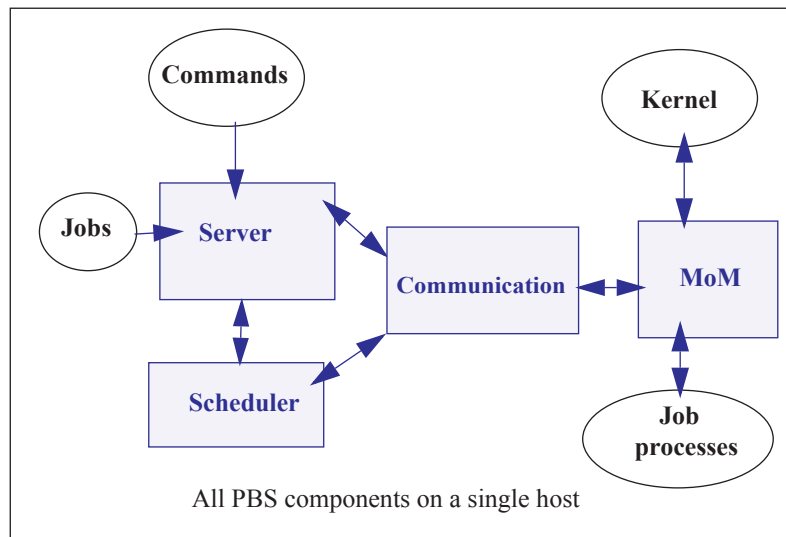 Commands
Kernel
Jobs
Server
Communication
MoM
Scheduler
Job
processes
All PBS components on a single host